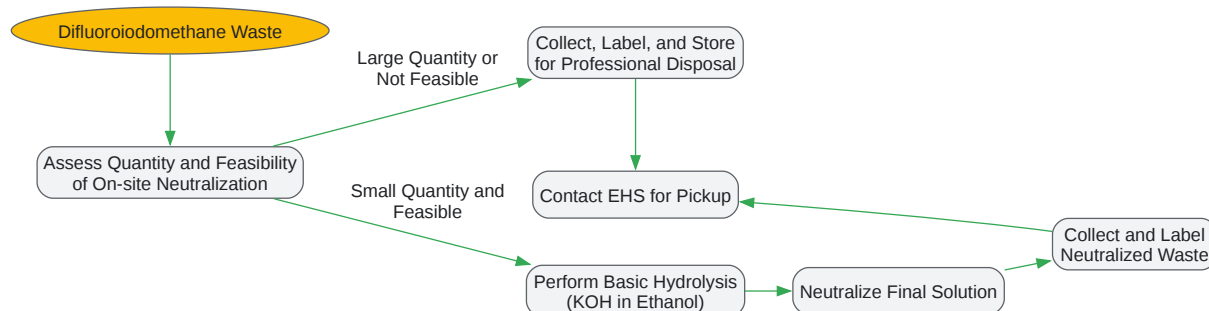 Difluoroiodomethane Waste
Large Quantity or
Not Feasible
Collect, Label, and Store
for Professional Disposal
Assess Quantity and Feasibility
of On-site Neutralization
Small Quantity and
Feasible
Contact EHS for Pickup
Perform Basic Hydrolysis
(KOH in Ethanol)
Neutralize Final Solution
Collect and Label
Neutralized Waste